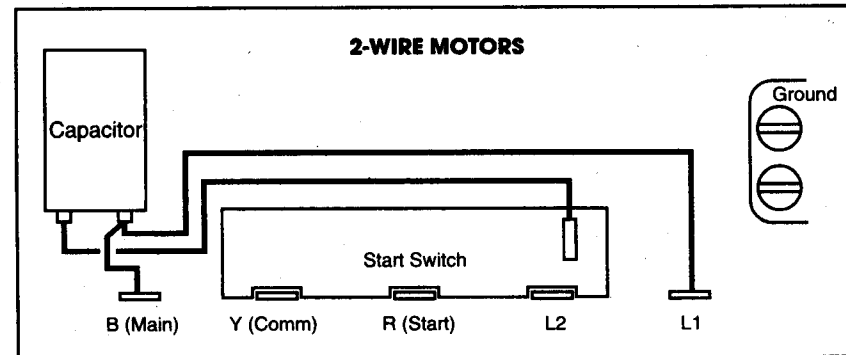 2-WIRE MOTORS
Ground
Capacitor
Start Switch
B (Main)
Y (Comm)
R (Start)
L2
L1